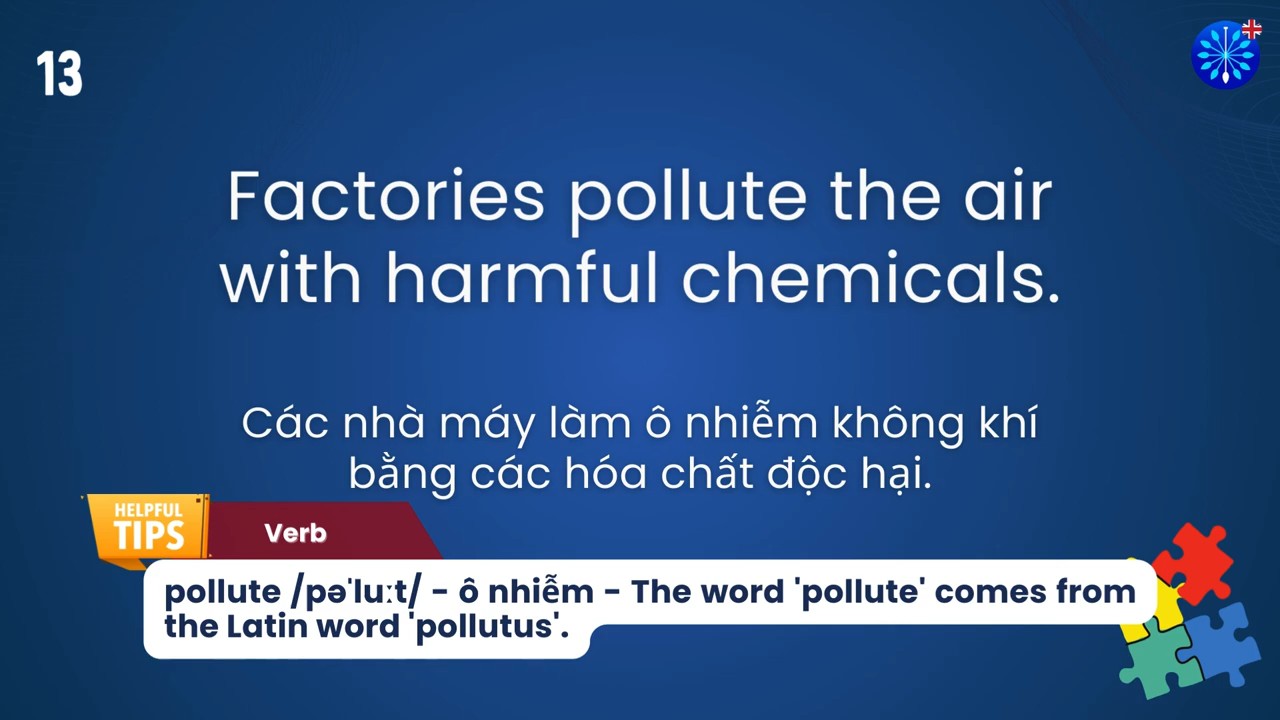 13
Factories pollute the air
with harmful chemicals.
Các nhà máy làm ô nhiễm không khí
bằng các hóa chất độc hại.
HELPFUL
TIPS
Verb
pollute /pəˈluːt/ - ô nhiễm - The word 'pollute' comes from
the Latin word 'pollutus'.